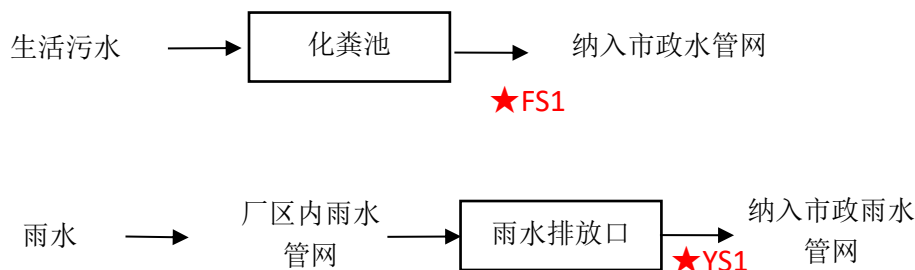 生活污水
化粪池
纳入市政水管网
★FS1
雨水
厂区内雨水
管网
雨水排放口
纳入市政雨水
管网
★YS1